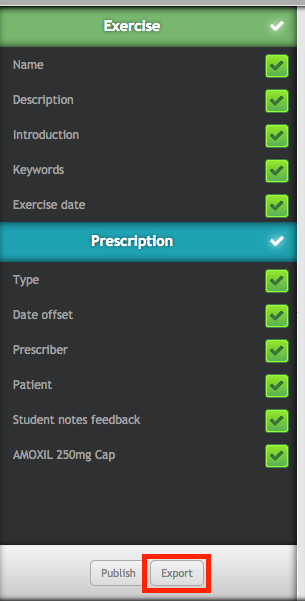 Exercise
Name
Description
Introduction
Keywords
Exercise date
Prescription
Type
Date offset
Prescriber
Patient
Student notes feedback
AMOXIL 250mg Cap
Publish Export